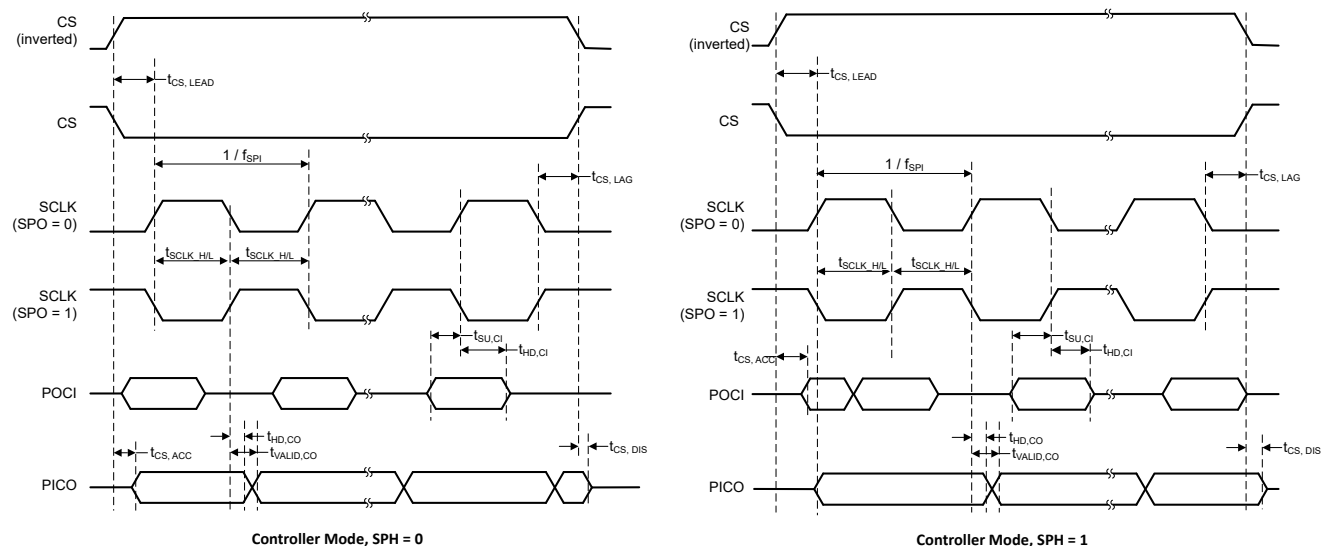 CS
(inverted)
tCS, LEAD
CS
1 / fSPI
tCS, LAG
SCLK
(SPO = 0)
tSCLK_H/L
tSCLK_H/L
SCLK
(SPO = 1)
tSU,CI
tHD,CI
POCI
tHD,CO
tCS, ACC
tVALID,CO
tCS, DIS
PICO
Controller Mode, SPH = 0
CS
(inverted)
tCS, LEAD
CS
1 / fSPI
tCS, LAG
SCLK
(SPO = 0)
tSCLK_H/L
tSCLK_H/L
SCLK
(SPO = 1)
tSU,CI
tCS, ACC
tHD,CI
POCI
tHD,CO
tVALID,CO
tCS, DIS
PICO
Controller Mode, SPH = 1